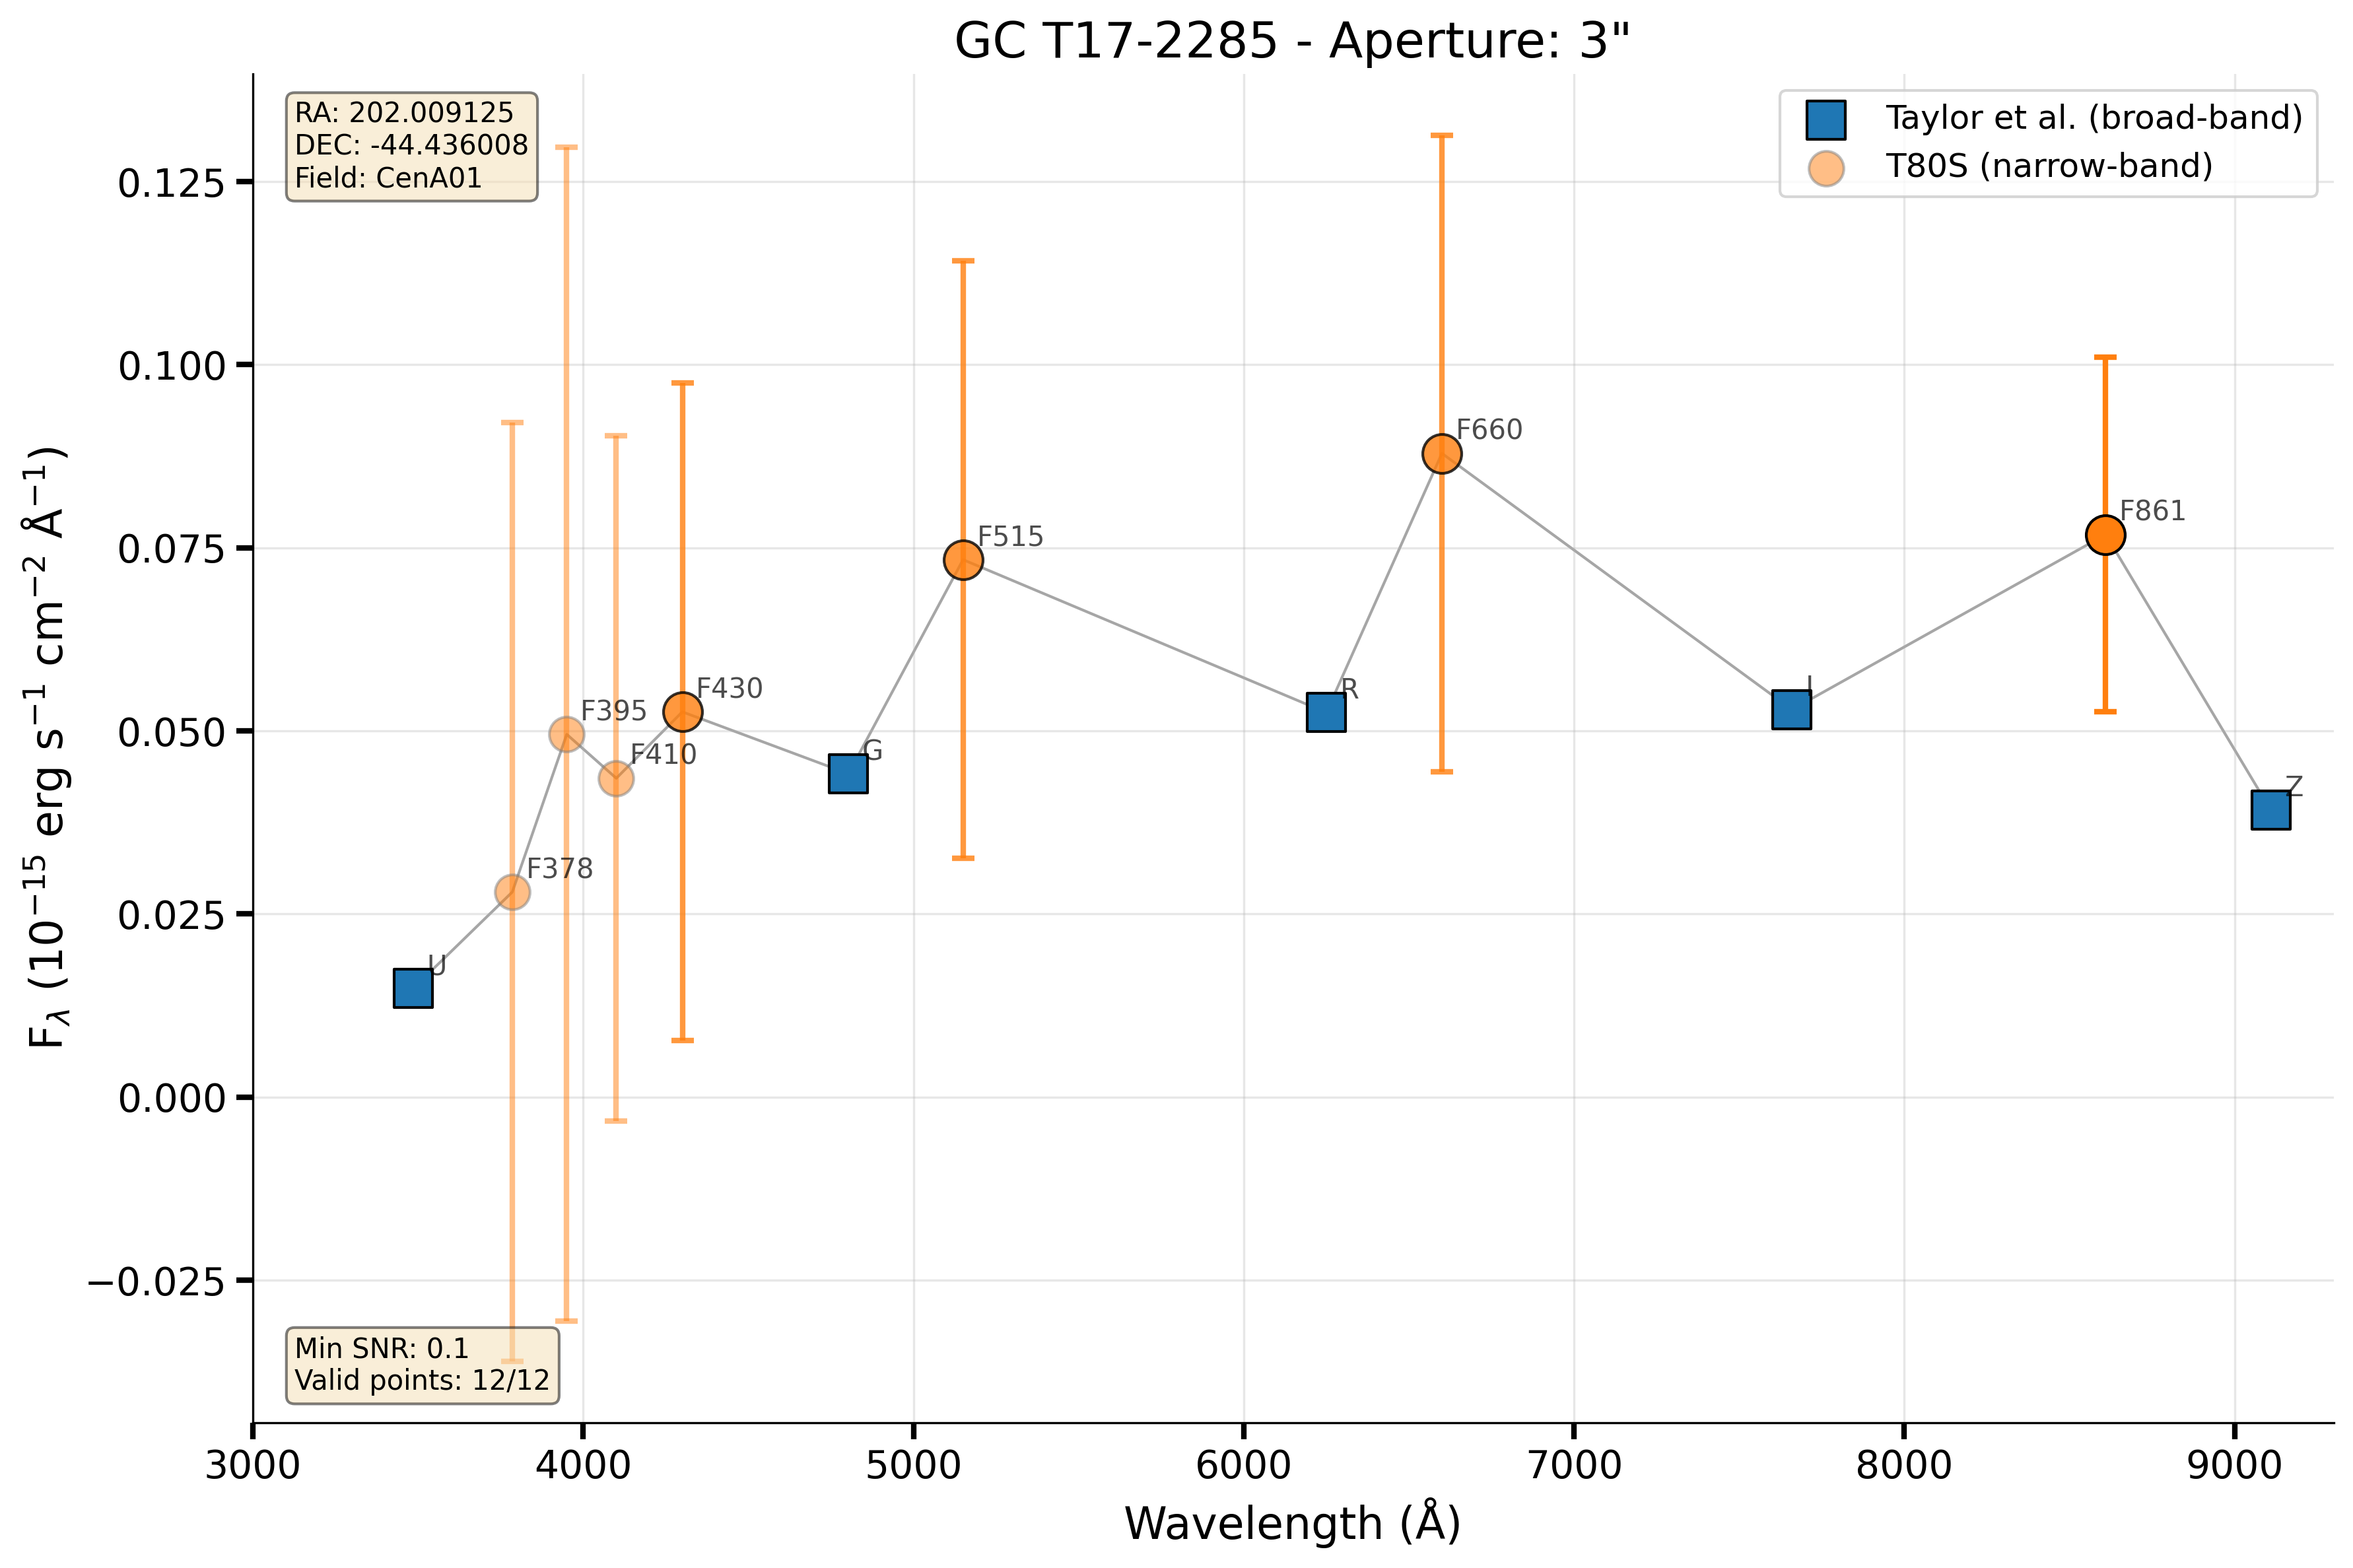 GC T17-2285 - Aperture: 3"
RA: 202.009125
DEC: -44.436008
Field: CenA01
Taylor et al. (broad-band)
T80S (narrow-band)
0.125
0.100
0.075
0.050
0.025
0.000
−0.025
F_λ (10⁻¹⁵ erg s⁻¹ cm⁻² Å⁻¹)
U
F378
F395
F410
F430
G
F515
R
F660
I
F861
Z
Min SNR: 0.1
Valid points: 12/12
3000 4000 5000 6000 7000 8000 9000
Wavelength (Å)